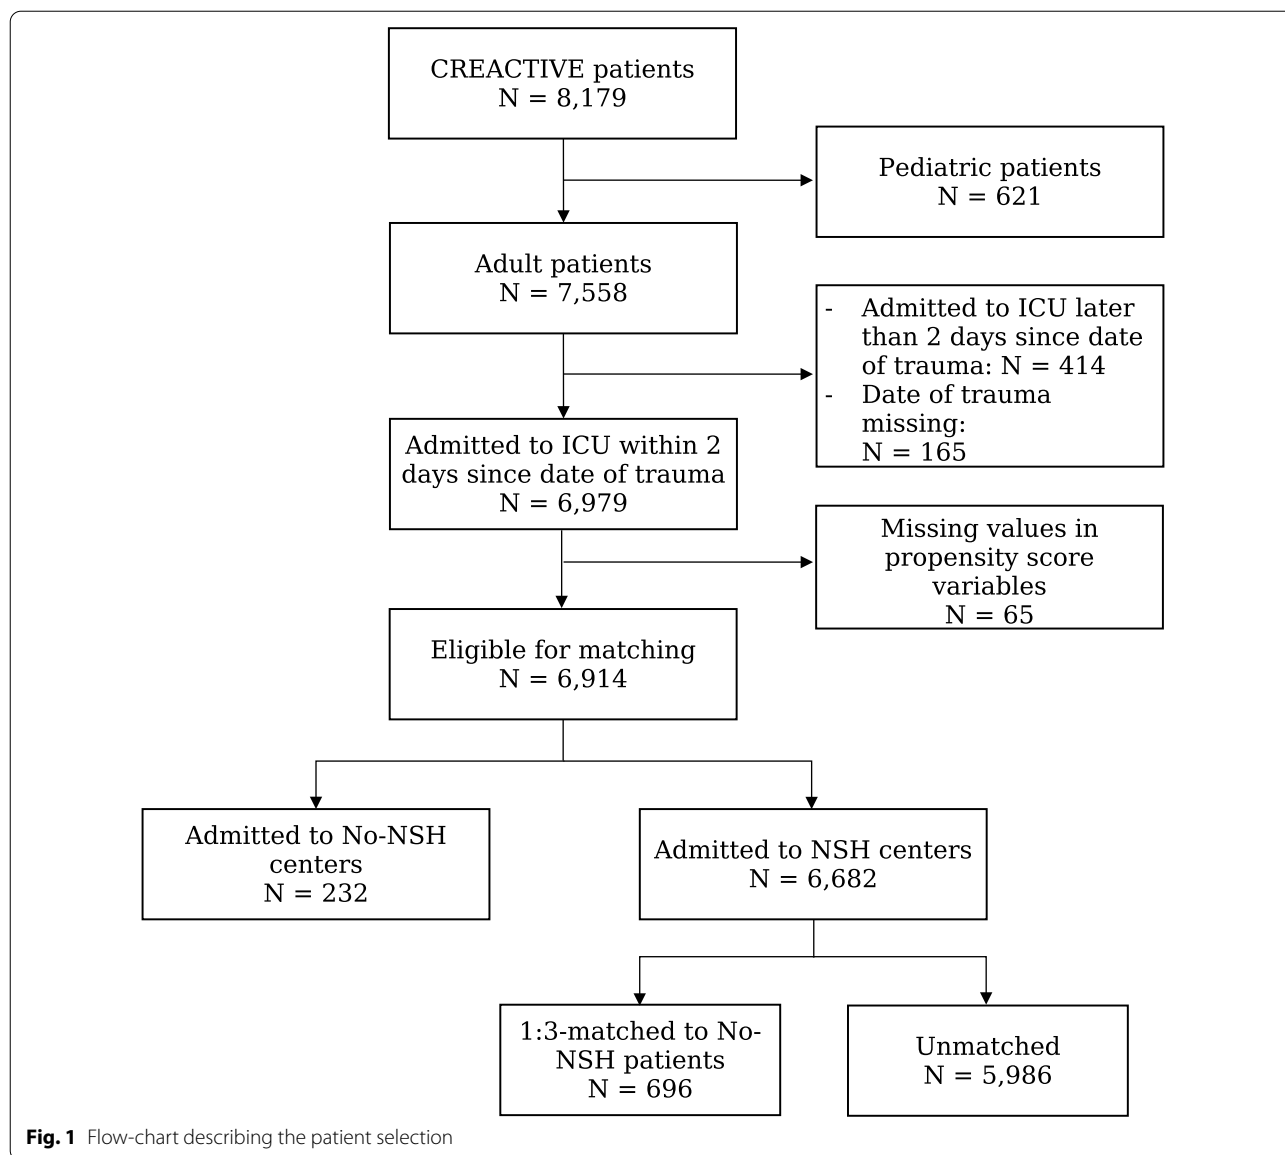 CREACTIVE patients
N = 8,179
Pediatric patients
N = 621
Adult patients
N = 7,558
- Admitted to ICU later
than 2 days since date
of trauma: N = 414
- Date of trauma
missing:
N = 165
Admitted to ICU within 2
days since date of trauma
N = 6,979
Missing values in
propensity score
variables
N = 65
Eligible for matching
N = 6,914
Admitted to No-NSH
centers
N = 232
Admitted to NSH centers
N = 6,682
1:3-matched to No-
NSH patients
N = 696
Unmatched
N = 5,986
Fig. 1 Flow-chart describing the patient selection